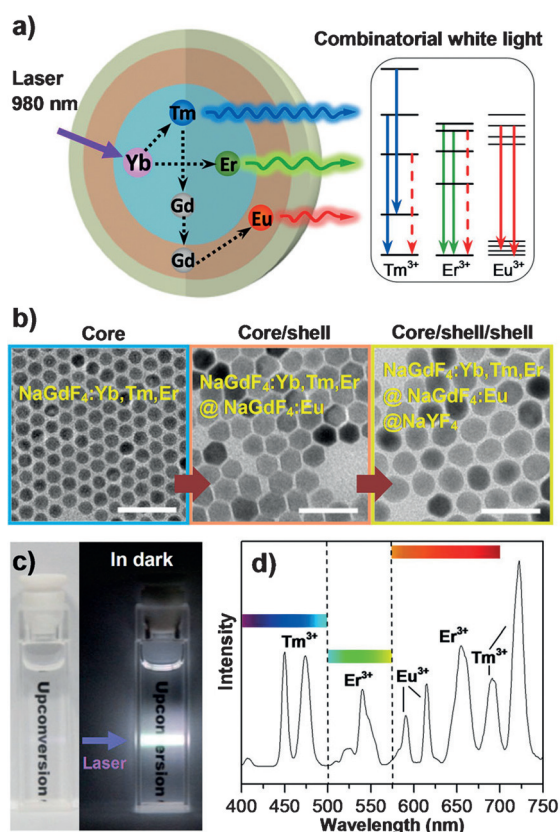 a)
Combinatorial white light
Laser
980 nm
Tm
Yb
Er
Gd
Eu
Gd
Tm³⁺
Er³⁺
Eu³⁺
b)
Core
Core/shell
Core/shell/shell
NaGdF₄:Yb,Tm,Er
NaGdF₄:Yb,Tm,Er
@ NaGdF₄:Eu
NaGdF₄:Yb,Tm,Er
@ NaGdF₄:Eu
@NaYF₄
c)
In dark
Upconversion
Upconversion
Laser
d)
Intensity
Tm³⁺
Er³⁺
Eu³⁺
Er³⁺
Tm³⁺
400 450 500 550 600 650 700 750
Wavelength (nm)